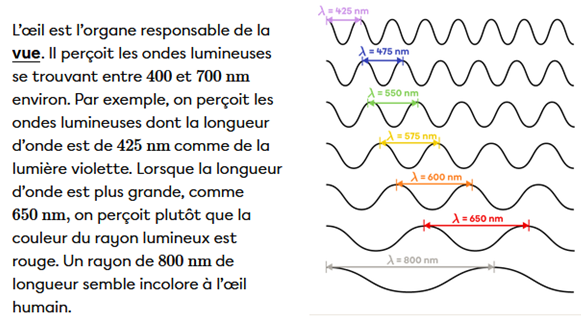 L’œil est l’organe responsable de la
vue. Il perçoit les ondes lumineuses
se trouvant entre 400 et 700 nm
environ. Par exemple, on perçoit les
ondes lumineuses dont la longueur
d’onde est de 425 nm comme de la
lumière violette. Lorsque la longueur
d’onde est plus grande, comme
650 nm, on perçoit plutôt que la
couleur du rayon lumineux est
rouge. Un rayon de 800 nm de
longueur semble incolore à l’œil
humain.
λ = 425 nm
λ = 475 nm
λ = 550 nm
λ = 575 nm
λ = 600 nm
λ = 650 nm
λ = 800 nm